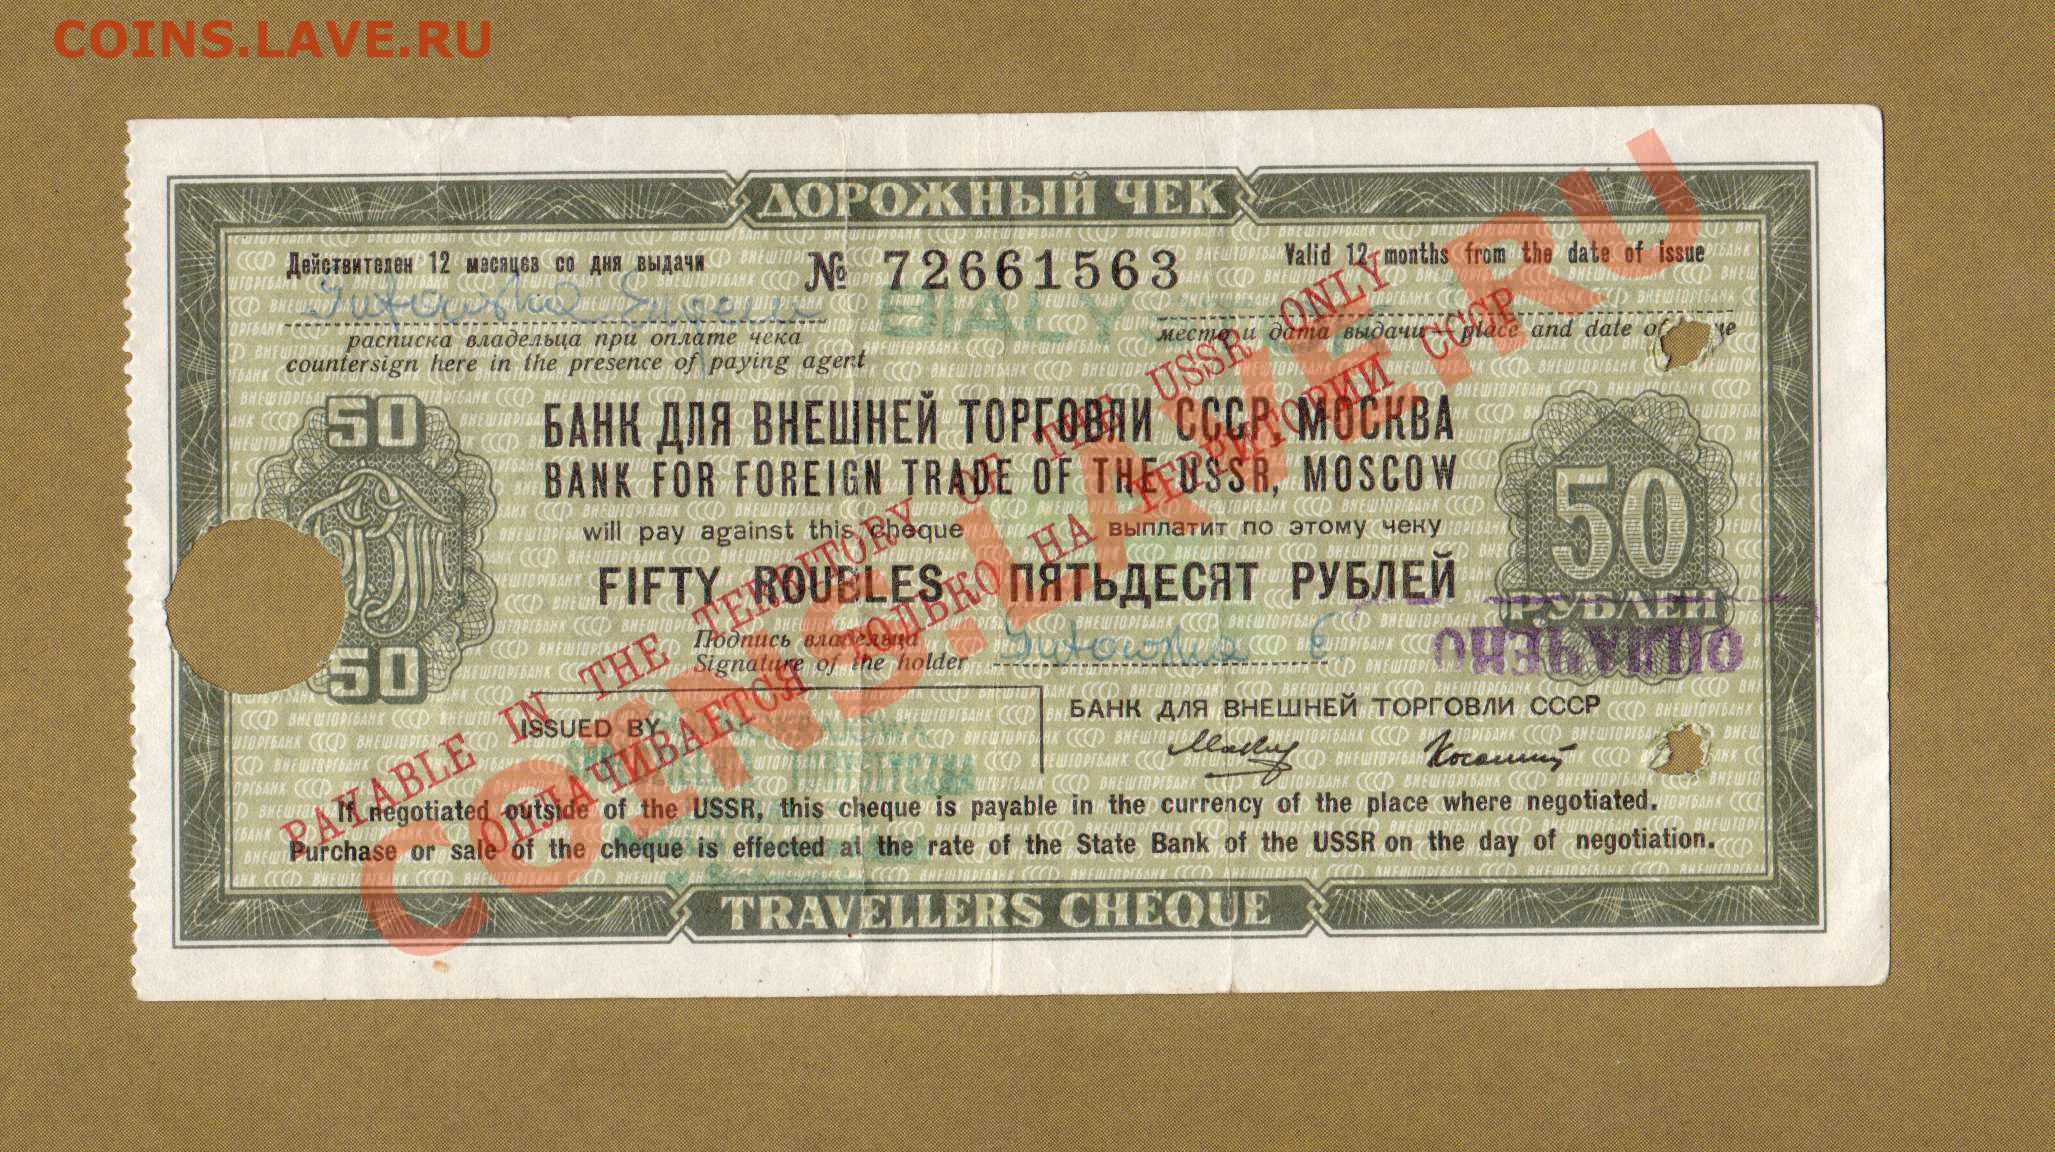 COINS.LAVE.RU
ДОРОЖНЫЙ ЧЕК
Действителен 12 месяцев со дня выдачи
№ 72661563
Valid 12 months from the date of issue
BIALY
расписка владельца при оплате чека
countersign here in the presence of paying agent
место и дата выдачи – place and date of
50
БАНК ДЛЯ ВНЕШНЕЙ ТОРГОВЛИ СССР, МОСКВА
BANK FOR FOREIGN TRADE OF THE USSR, MOSCOW
will pay against this cheque
выплатит по этому чеку
50
РУБЛЕЙ
FIFTY ROUBLES
ПЯТЬДЕСЯТ РУБЛЕЙ
Подпись владельца
Signature of the holder
ОПЛАЧЕНО
50
PAYABLE IN THE TERRITORY OF THE USSR ONLY
ОПЛАЧИВАЕТСЯ ТОЛЬКО НА ТЕРРИТОРИИ СССР
ISSUED BY
БАНК ДЛЯ ВНЕШНЕЙ ТОРГОВЛИ СССР
If negotiated outside of the USSR, this cheque is payable in the currency of the place where negotiated.
Purchase or sale of the cheque is effected at the rate of the State Bank of the USSR on the day of negotiation.
TRAVELLERS CHEQUE
COINS.LAVE.RU